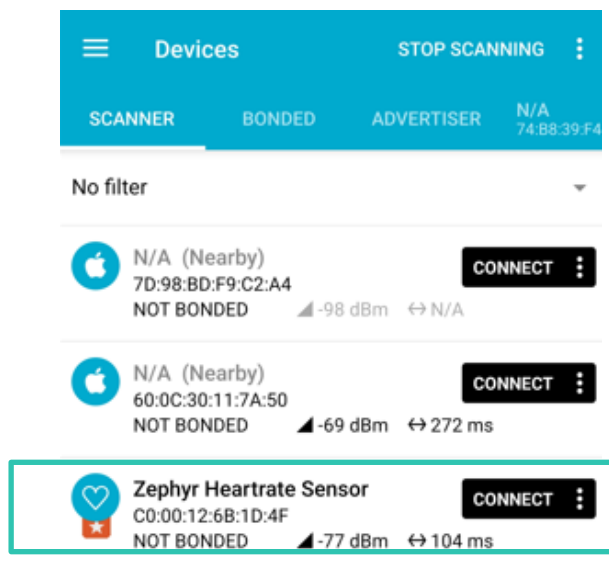 Devices STOP SCANNING
SCANNER BONDED ADVERTISER N/A
74:B8:39:F4
No filter
N/A (Nearby)
7D:98:BD:F9:C2:A4
CONNECT
NOT BONDED -98 dBm N/A
N/A (Nearby)
60:0C:30:11:7A:50
CONNECT
NOT BONDED -69 dBm 272 ms
Zephyr Heartrate Sensor
C0:00:12:6B:1D:4F
CONNECT
NOT BONDED -77 dBm 104 ms